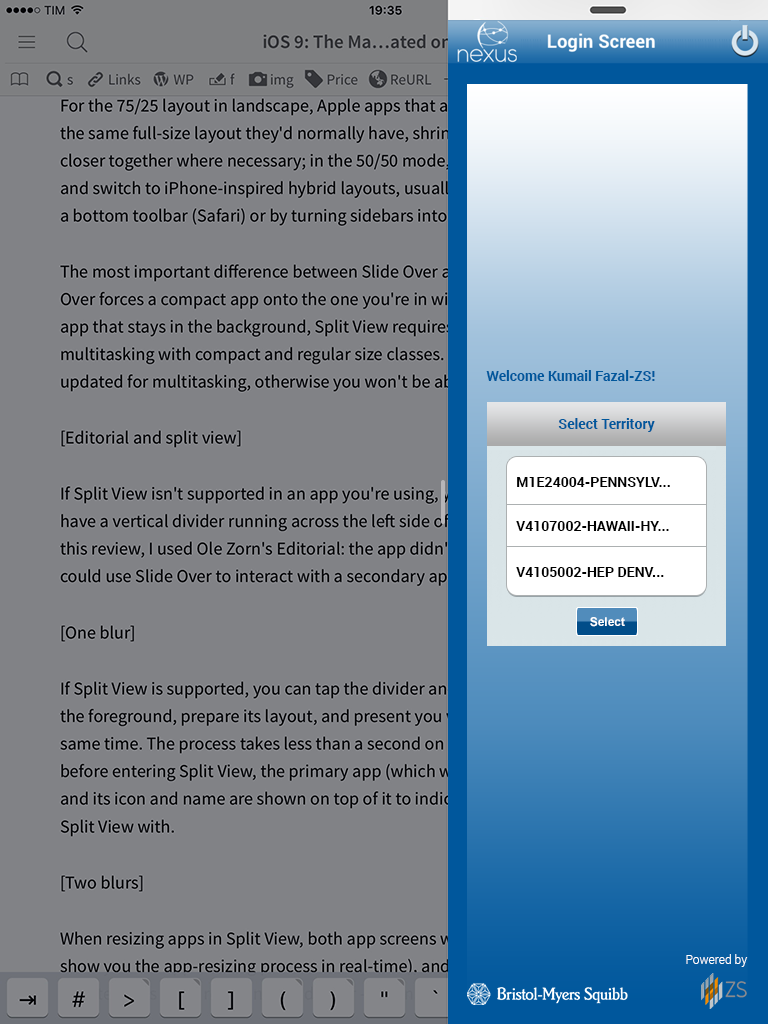 TIM
19:35
iOS 9: The Ma…ated or
s
Links
WP
f
img
Price
ReURL
For the 75/25 layout in landscape, Apple apps that a
the same full-size layout they'd normally have, shrin
closer together where necessary; in the 50/50 mode,
and switch to iPhone-inspired hybrid layouts, usuall
a bottom toolbar (Safari) or by turning sidebars into
The most important difference between Slide Over a
Over forces a compact app onto the one you're in wi
app that stays in the background, Split View requires
multitasking with compact and regular size classes.
updated for multitasking, otherwise you won't be ab
[Editorial and split view]
If Split View isn't supported in an app you're using, y
have a vertical divider running across the left side of
this review, I used Ole Zorn's Editorial: the app didn'
could use Slide Over to interact with a secondary ap
[One blur]
If Split View is supported, you can tap the divider an
the foreground, prepare its layout, and present you w
same time. The process takes less than a second on
before entering Split View, the primary app (which w
and its icon and name are shown on top of it to indic
Split View with.
[Two blurs]
When resizing apps in Split View, both app screens w
show you the app-resizing process in real-time), and
# > [ ] ( ) " `
nexus
Login Screen
Welcome Kumail Fazal-ZS!
Select Territory
M1E24004-PENNSYLV...
V4107002-HAWAII-HY...
V4105002-HEP DENV...
Select
Powered by
Bristol-Myers Squibb
ZS